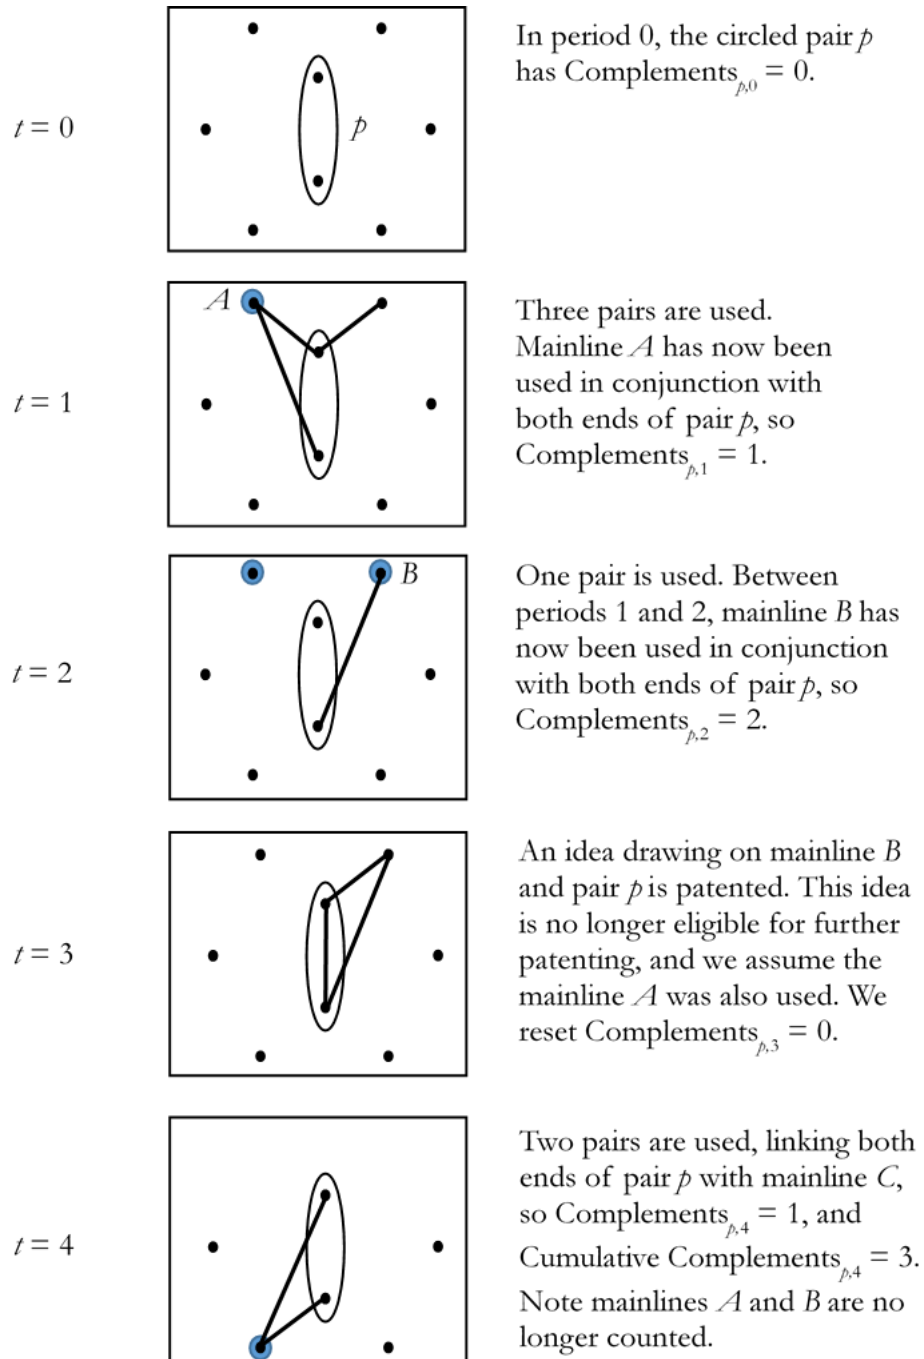 In period 0, the circled pair p
has Complements_p,0 = 0.
t = 0
p
A
Three pairs are used.
Mainline A has now been
used in conjunction with
both ends of pair p, so
Complements_p,1 = 1.
t = 1
B
One pair is used. Between
periods 1 and 2, mainline B has
now been used in conjunction
with both ends of pair p, so
Complements_p,2 = 2.
t = 2
An idea drawing on mainline B
and pair p is patented. This idea
is no longer eligible for further
patenting, and we assume the
mainline A was also used. We
reset Complements_p,3 = 0.
t = 3
Two pairs are used, linking both
ends of pair p with mainline C,
so Complements_p,4 = 1, and
Cumulative Complements_p,4 = 3.
Note mainlines A and B are no
longer counted.
t = 4